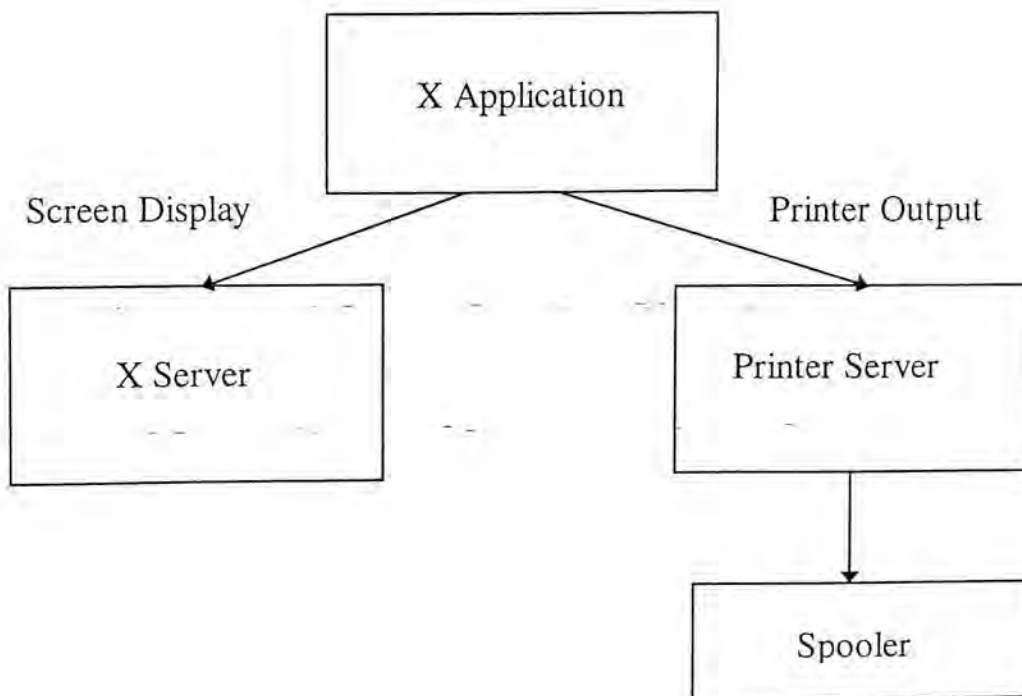 X Application
Screen Display
Printer Output
X Server
Printer Server
Spooler